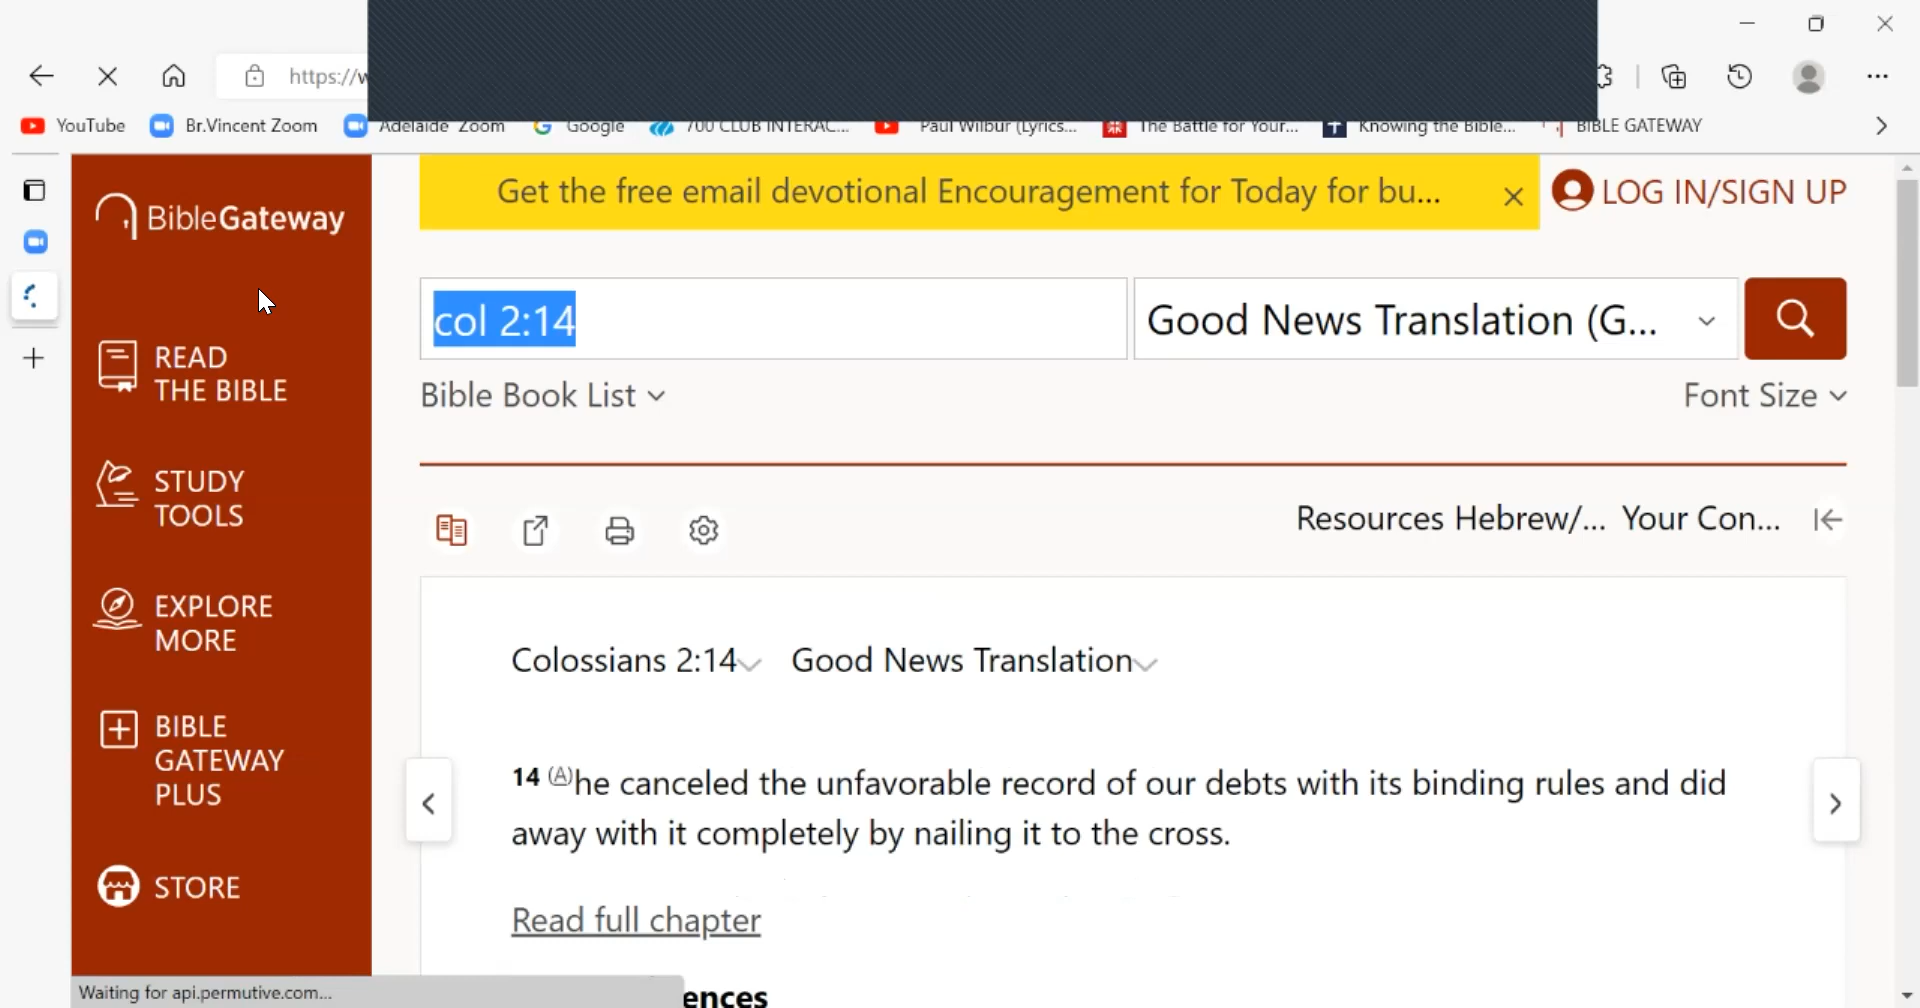 https://w
YouTube Br.Vincent Zoom Adelaide Zoom Google 700 CLUB INTERAC... Paul Wilbur (Lyrics... The Battle for Your... Knowing the Bible... BIBLE GATEWAY
BibleGateway
Get the free email devotional Encouragement for Today for bu...
LOG IN/SIGN UP
col 2:14
Good News Translation (G...
Bible Book List
Font Size
READ
THE BIBLE
STUDY
TOOLS
EXPLORE
MORE
BIBLE
GATEWAY
PLUS
STORE
Resources Hebrew/... Your Con...
Colossians 2:14 Good News Translation
14 (A)he canceled the unfavorable record of our debts with its binding rules and did
away with it completely by nailing it to the cross.
Read full chapter
ences
Waiting for api.permutive.com...